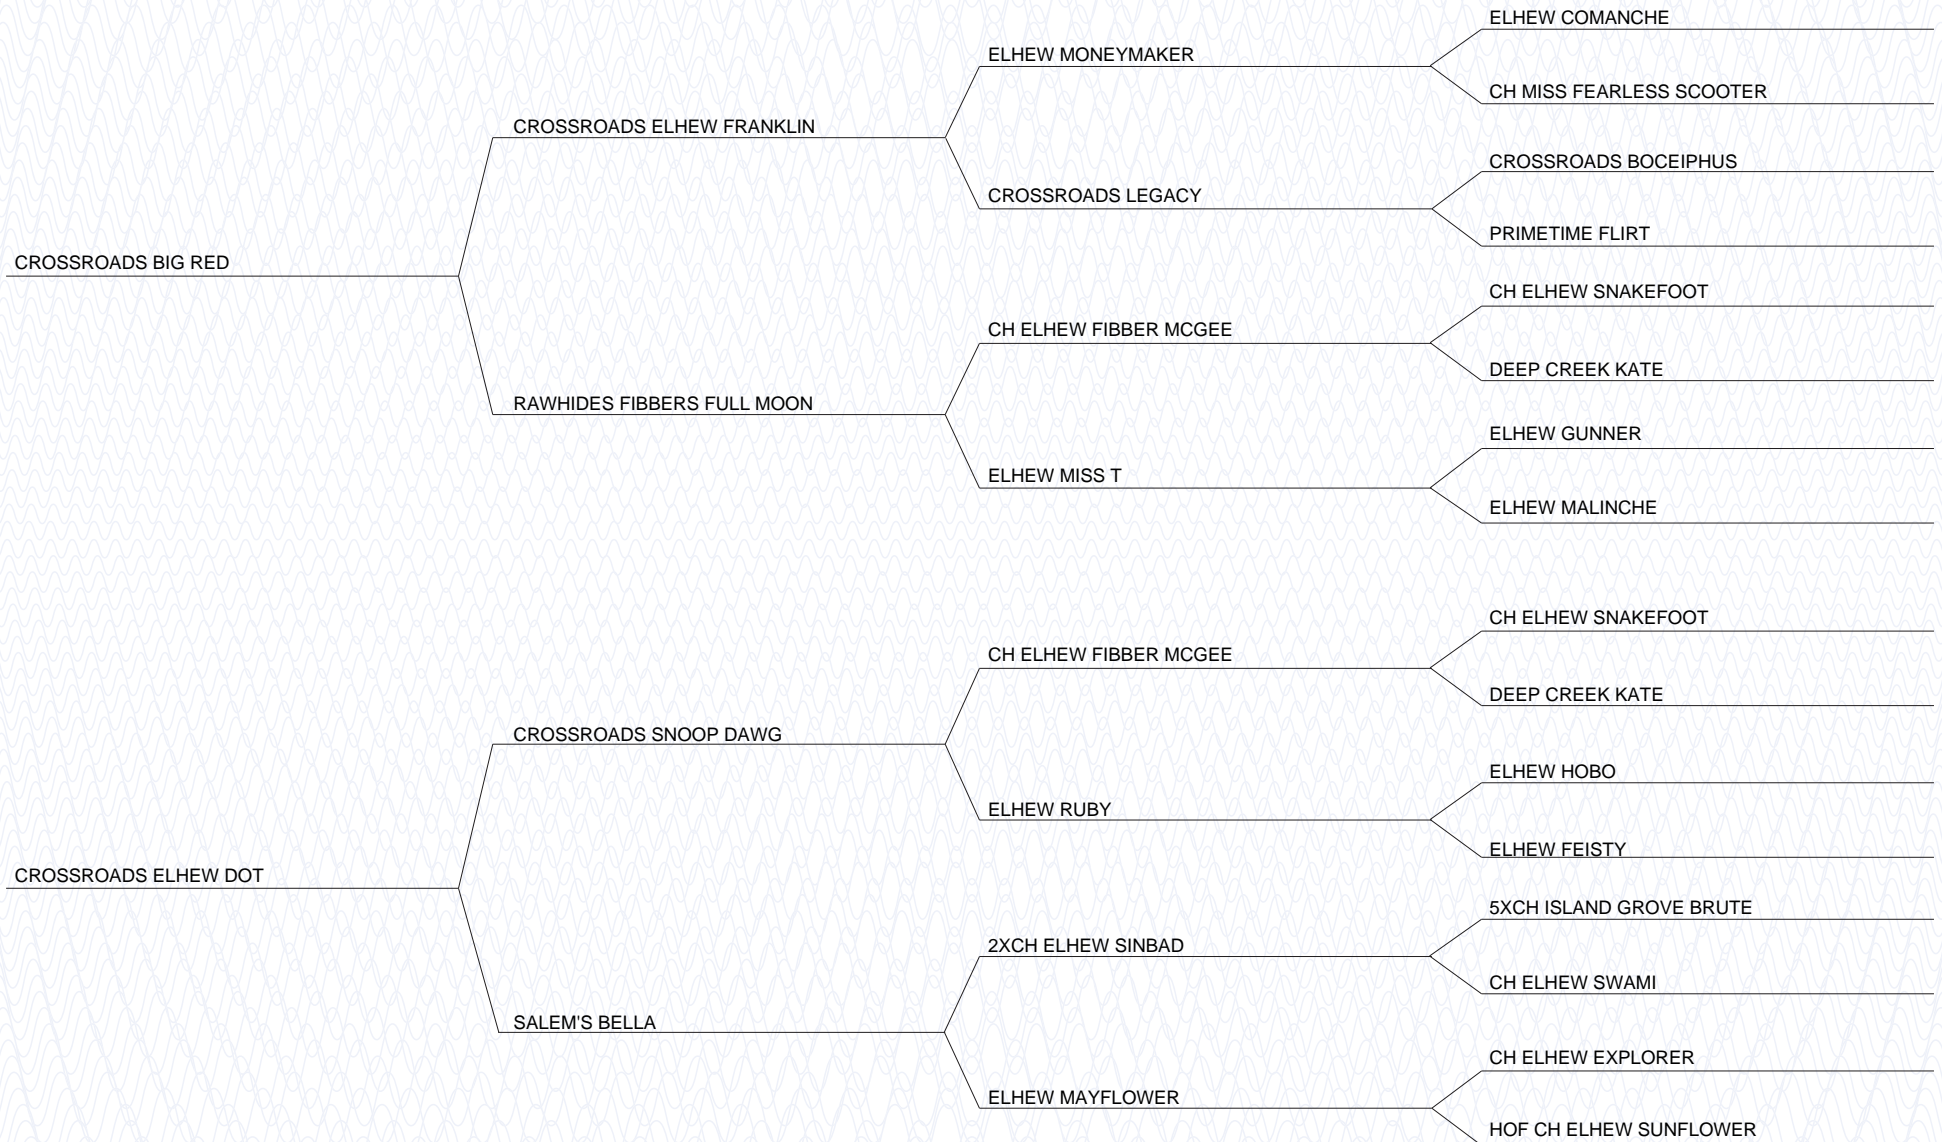 ELHEW COMANCHE
ELHEW MONEYMAKER
CH MISS FEARLESS SCOOTER
CROSSROADS ELHEW FRANKLIN
CROSSROADS BOCEIPHUS
CROSSROADS LEGACY
PRIMETIME FLIRT
CROSSROADS BIG RED
CH ELHEW SNAKEFOOT
CH ELHEW FIBBER MCGEE
DEEP CREEK KATE
RAWHIDES FIBBERS FULL MOON
ELHEW GUNNER
ELHEW MISS T
ELHEW MALINCHE
CH ELHEW SNAKEFOOT
CH ELHEW FIBBER MCGEE
DEEP CREEK KATE
CROSSROADS SNOOP DAWG
ELHEW HOBO
ELHEW RUBY
ELHEW FEISTY
CROSSROADS ELHEW DOT
5XCH ISLAND GROVE BRUTE
2XCH ELHEW SINBAD
CH ELHEW SWAMI
SALEM'S BELLA
CH ELHEW EXPLORER
ELHEW MAYFLOWER
HOF CH ELHEW SUNFLOWER